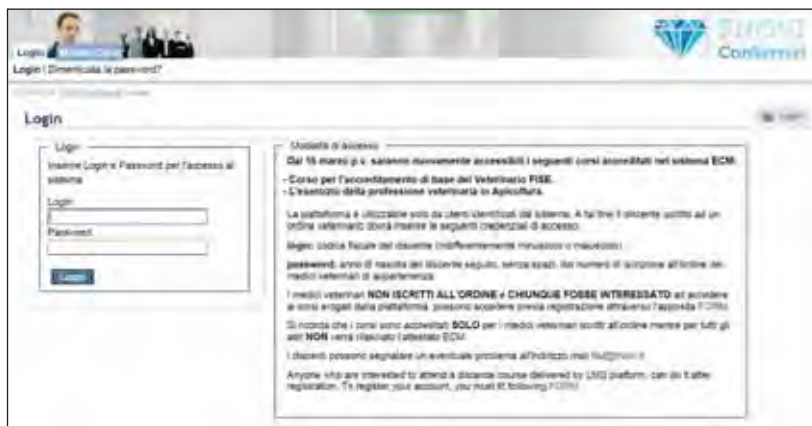 Login
Conferenze
Login | Dimenticata la password?
Login
Login
Inserire Login e Password per l'accesso al
sistema
Login
Password
Modalità di accesso
Dal 15 marzo p.v. saranno nuovamente accessibili i seguenti corsi accreditati nel sistema ECM:
- Corso per l'accreditamento di base del Veterinario FISE.
- L'esercizio della professione veterinaria in Apicoltura.
La piattaforma è utilizzabile solo da utenti identificati dal sistema. A tal fine il discente iscritto ad un
ordine veterinario dovrà inserire le seguenti credenziali di accesso:
login: codice fiscale del discente (indifferentemente minuscolo o maiuscolo)
password: anno di nascita del discente seguito, senza spazi, dal numero di iscrizione all'ordine dei
medici veterinari di appartenenza.
I medici veterinari NON ISCRITTI ALL'ORDINE e CHIUNQUE FOSSE INTERESSATO ad accedere
ai corsi erogati dalla piattaforma, possono accedere previa registrazione attraverso l'apposita FORM.
Si ricorda che i corsi sono accreditati SOLO per i medici veterinari iscritti all'ordine mentre per tutti gli
altri NON verrà rilasciato l'attestato ECM.
I discenti possono segnalare un eventuale problema all'indirizzo mail
Anyone who are interested to attend a distance course delivered by LMS platform, can do it after
registration. To register your account, you must fill following FORM